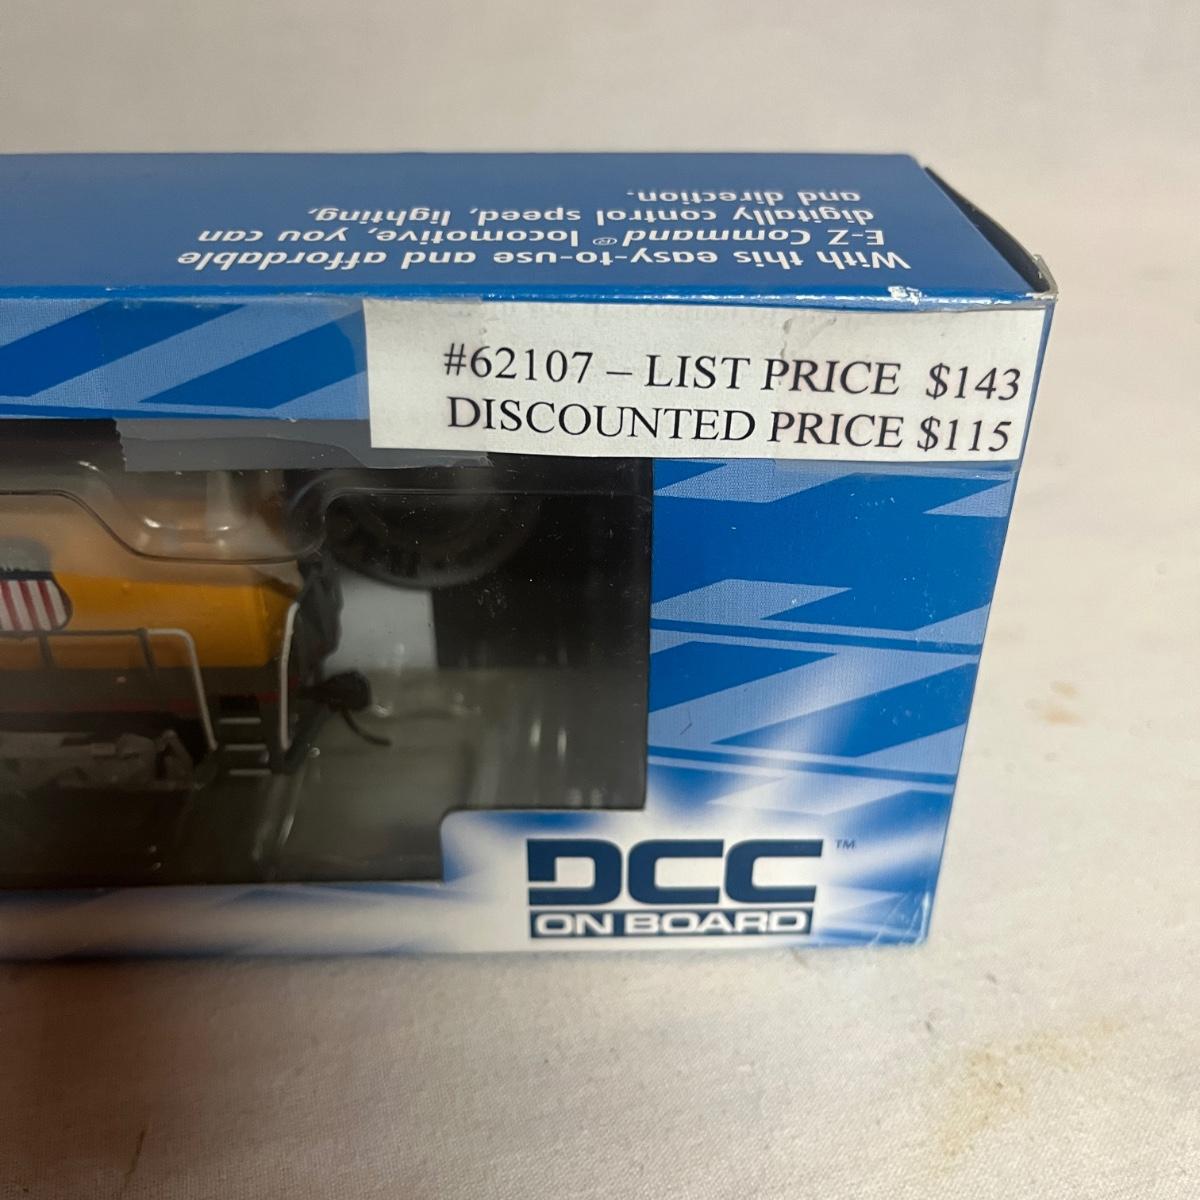 With this easy-to-use and affordable
E-Z Command® locomotive, you can
digitally control speed, lighting,
and direction.
#62107 – LIST PRICE $143
DISCOUNTED PRICE $115
DCC™
ON BOARD